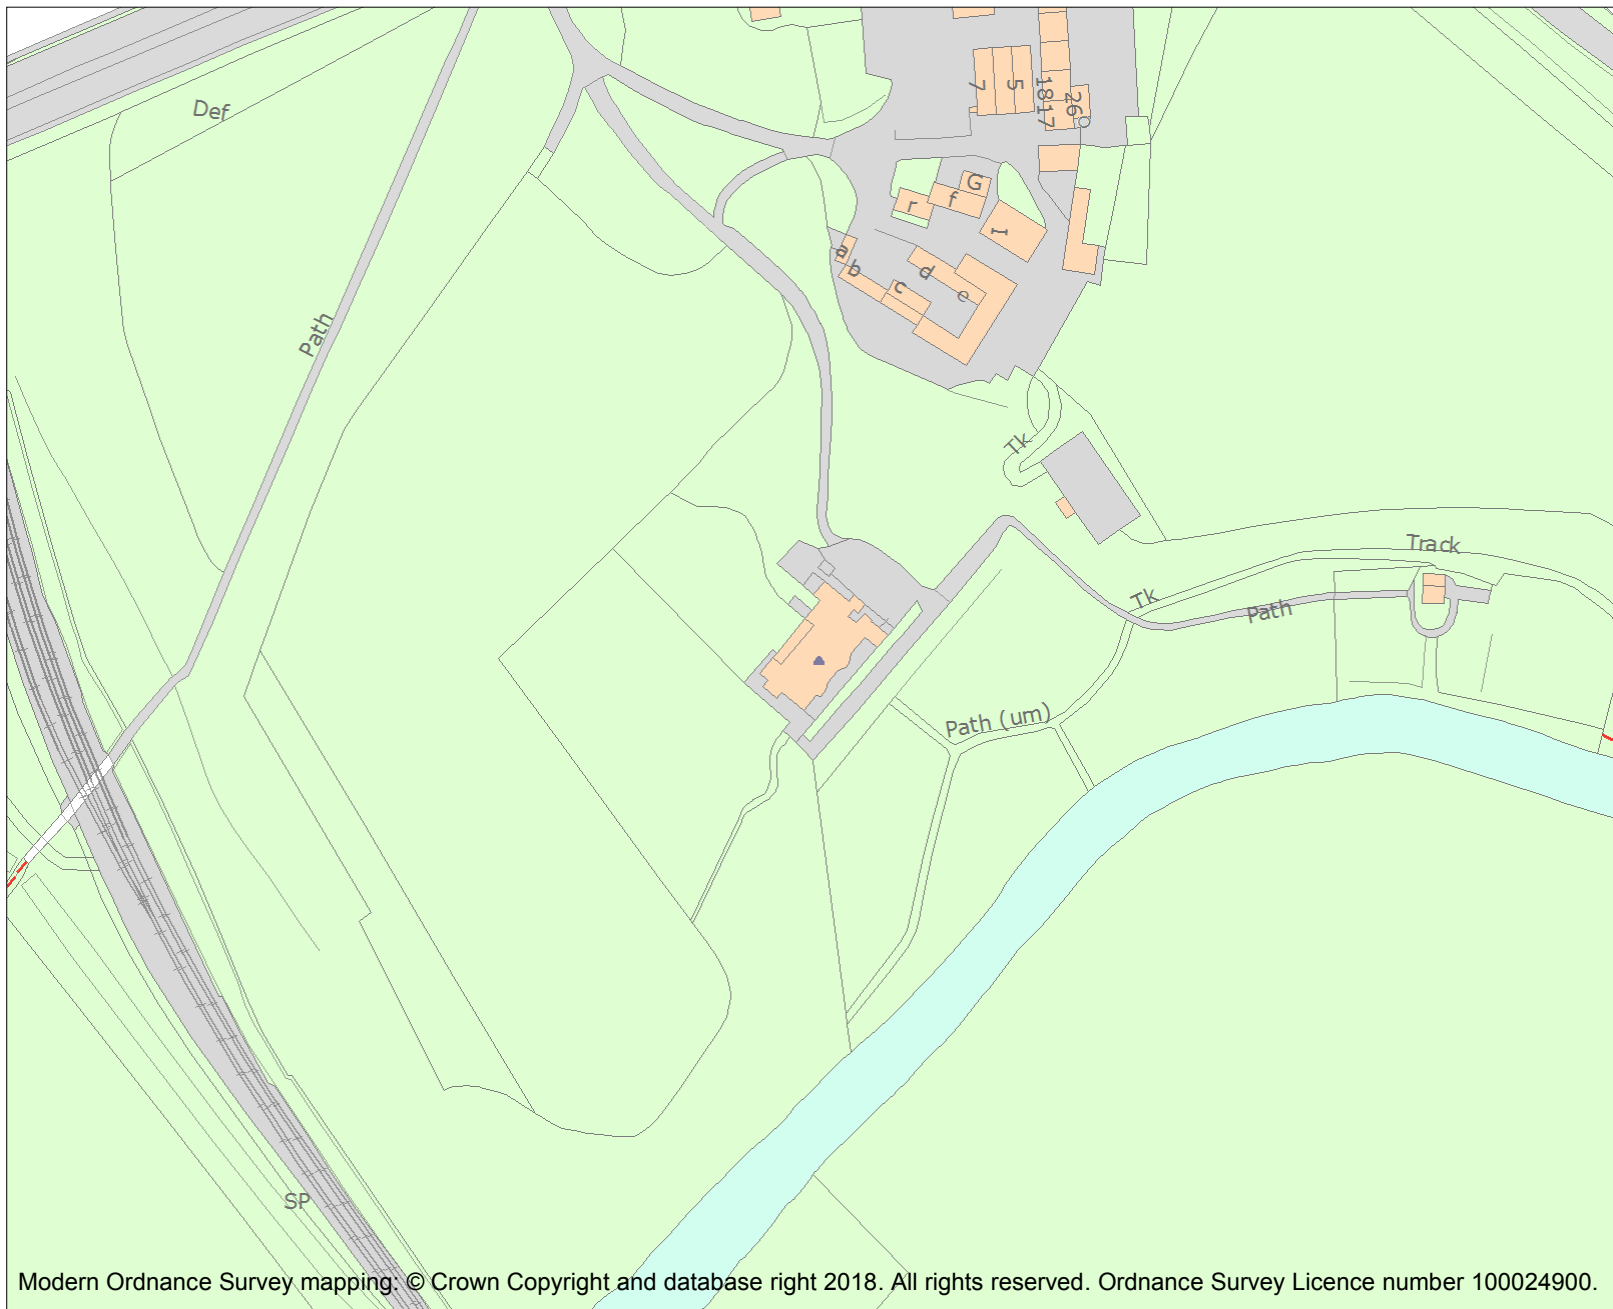 Def
7
5
18
17
26
G
f
r
1
a
b
c
d
e
Path
Tk
Track
Tk
Path
Path (um)
SP
Modern Ordnance Survey mapping: © Crown Copyright and database right 2018. All rights reserved. Ordnance Survey Licence number 100024900.